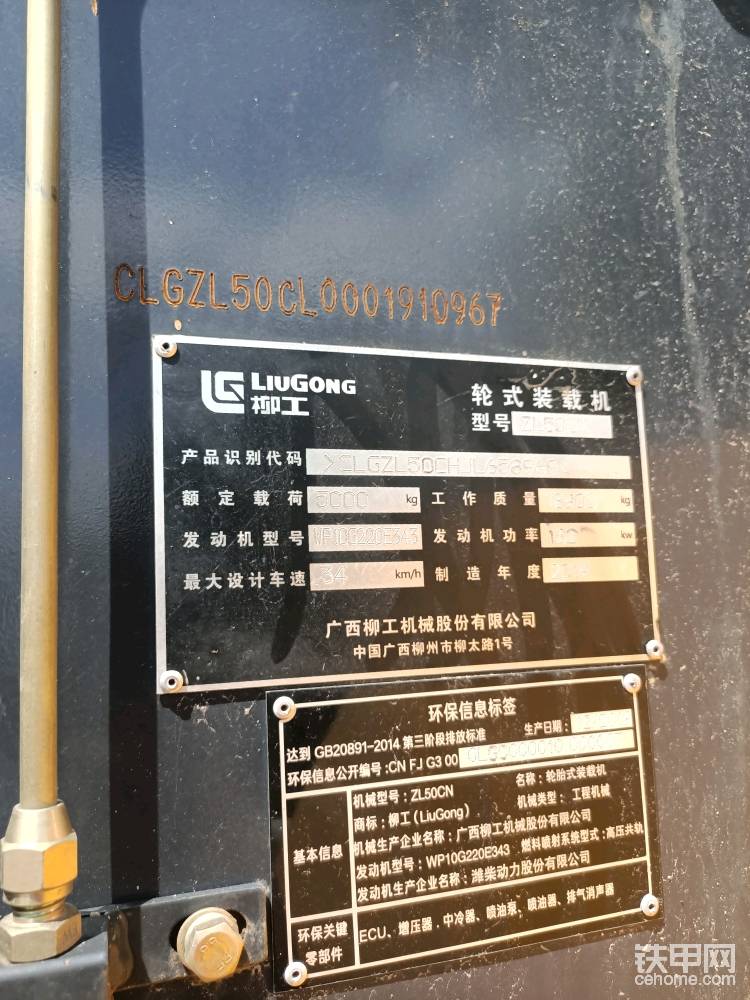 CLGZL50CL0001910967
LIUGONG
柳工
轮式装载机
型号 ZL50
产品识别代码
额定载荷 5000 kg 工作质量 kg
发动机型号 WP10G220E343 发动机功率 kw
最大设计车速 34 km/h 制造年度
广西柳工机械股份有限公司
中国广西柳州市柳太路1号
环保信息标签
达到 GB20891-2014 第三阶段排放标准 生产日期:
环保信息公开编号:CN FJ G3 00
基本信息
机械型号: ZL50CN 名称: 轮胎式装载机
商标: 柳工(LiuGong) 机械类型: 工程机械
机械生产企业名称: 广西柳工机械股份有限公司
发动机型号: WP10G220E343 燃料喷射系统型式: 高压共轨
发动机生产企业名称: 潍柴动力股份有限公司
环保关键
零部件
ECU、增压器、中冷器、喷油泵、喷油器、排气消声器
铁甲网
cehome.com